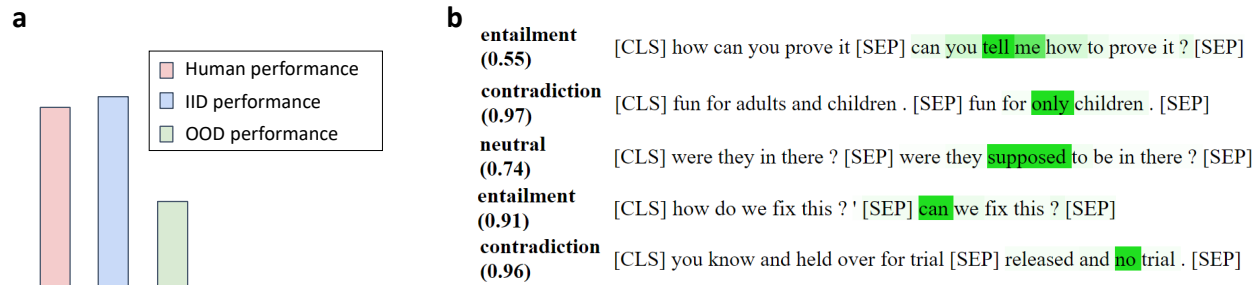 a
Human performance
IID performance
OOD performance
b
entailment
(0.55)
[CLS] how can you prove it [SEP] can you tell me how to prove it ? [SEP]
contradiction
(0.97)
[CLS] fun for adults and children . [SEP] fun for only children . [SEP]
neutral
(0.74)
[CLS] were they in there ? [SEP] were they supposed to be in there ? [SEP]
entailment
(0.91)
[CLS] how do we fix this ? ' [SEP] can we fix this ? [SEP]
contradiction
(0.96)
[CLS] you know and held over for trial [SEP] released and no trial . [SEP]